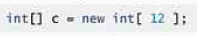 int[] c = new int[ 12 ];